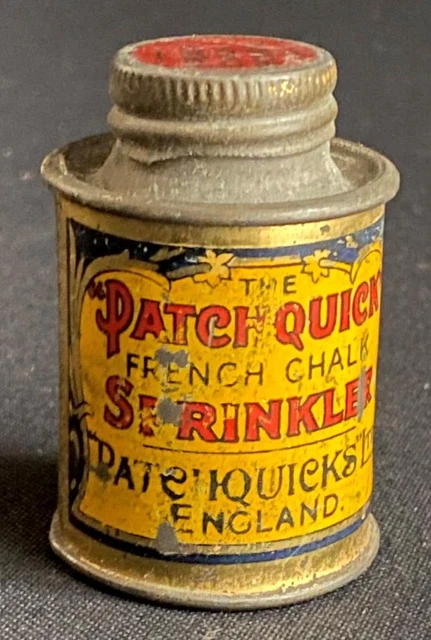 THE
"PATCHQUICK
FRENCH CHALK
SPRINKLER
"PATCHQUICKS" LTD
ENGLAND.